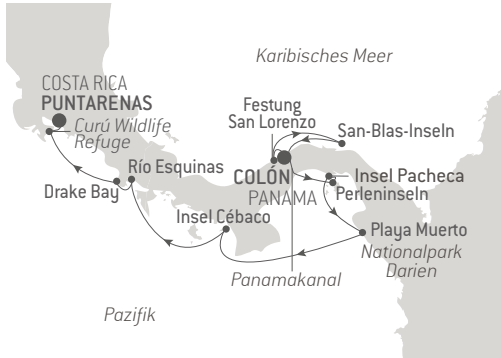 Karibisches Meer
COSTA RICA
PUNTARENAS
Curú Wildlife
Refuge
Festung
San Lorenzo
San-Blas-Inseln
Río Esquinas
Drake Bay
COLÓN
PANAMA
Insel Pacheca
Perleninseln
Insel Cébaco
Playa Muerto
Nationalpark
Darien
Panamakanal
Pazifik